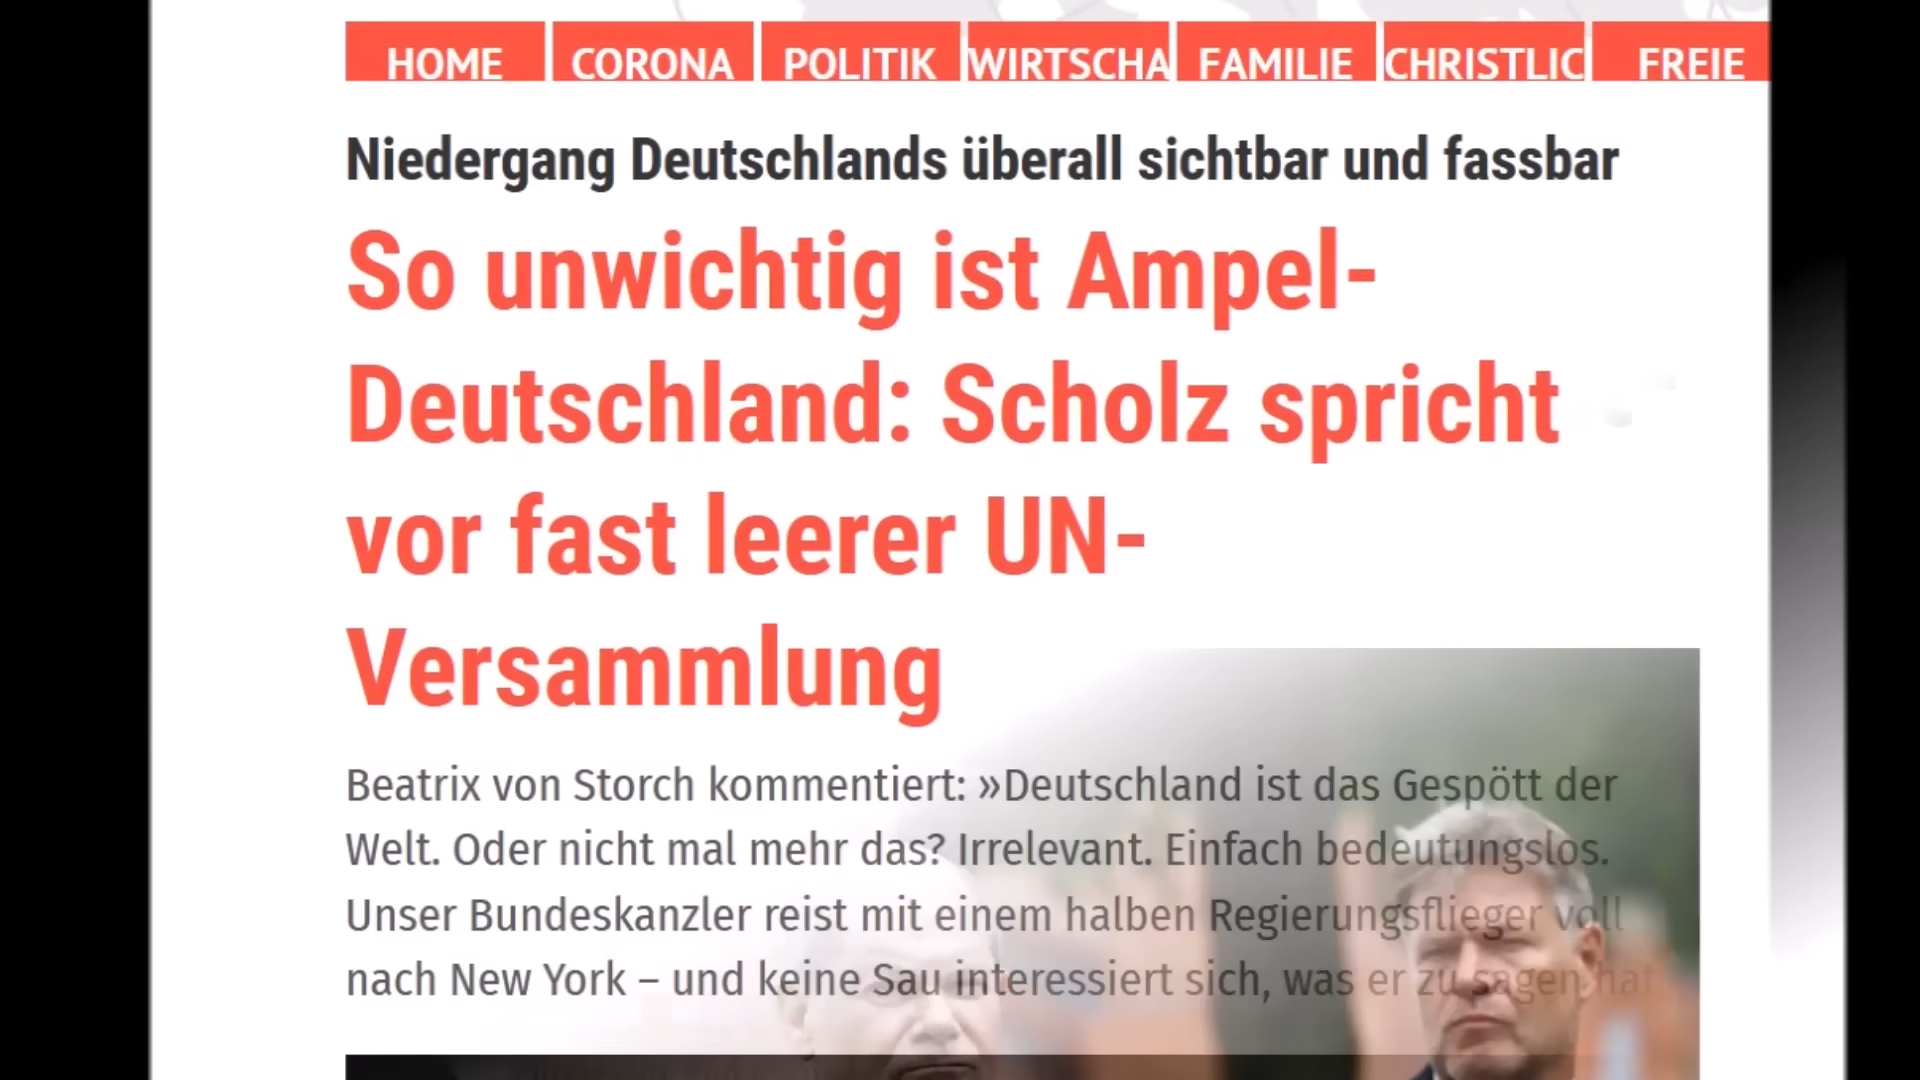 HOME CORONA POLITIK WIRTSCHA FAMILIE CHRISTLIC FREIE
Niedergang Deutschlands überall sichtbar und fassbar
So unwichtig ist Ampel-
Deutschland: Scholz spricht
vor fast leerer UN-
Versammlung
Beatrix von Storch kommentiert: »Deutschland ist das Gespött der
Welt. Oder nicht mal mehr das? Irrelevant. Einfach bedeutungslos.
Unser Bundeskanzler reist mit einem halben Regierungsflieger voll
nach New York – und keine Sau interessiert sich, was er zu sagen hat